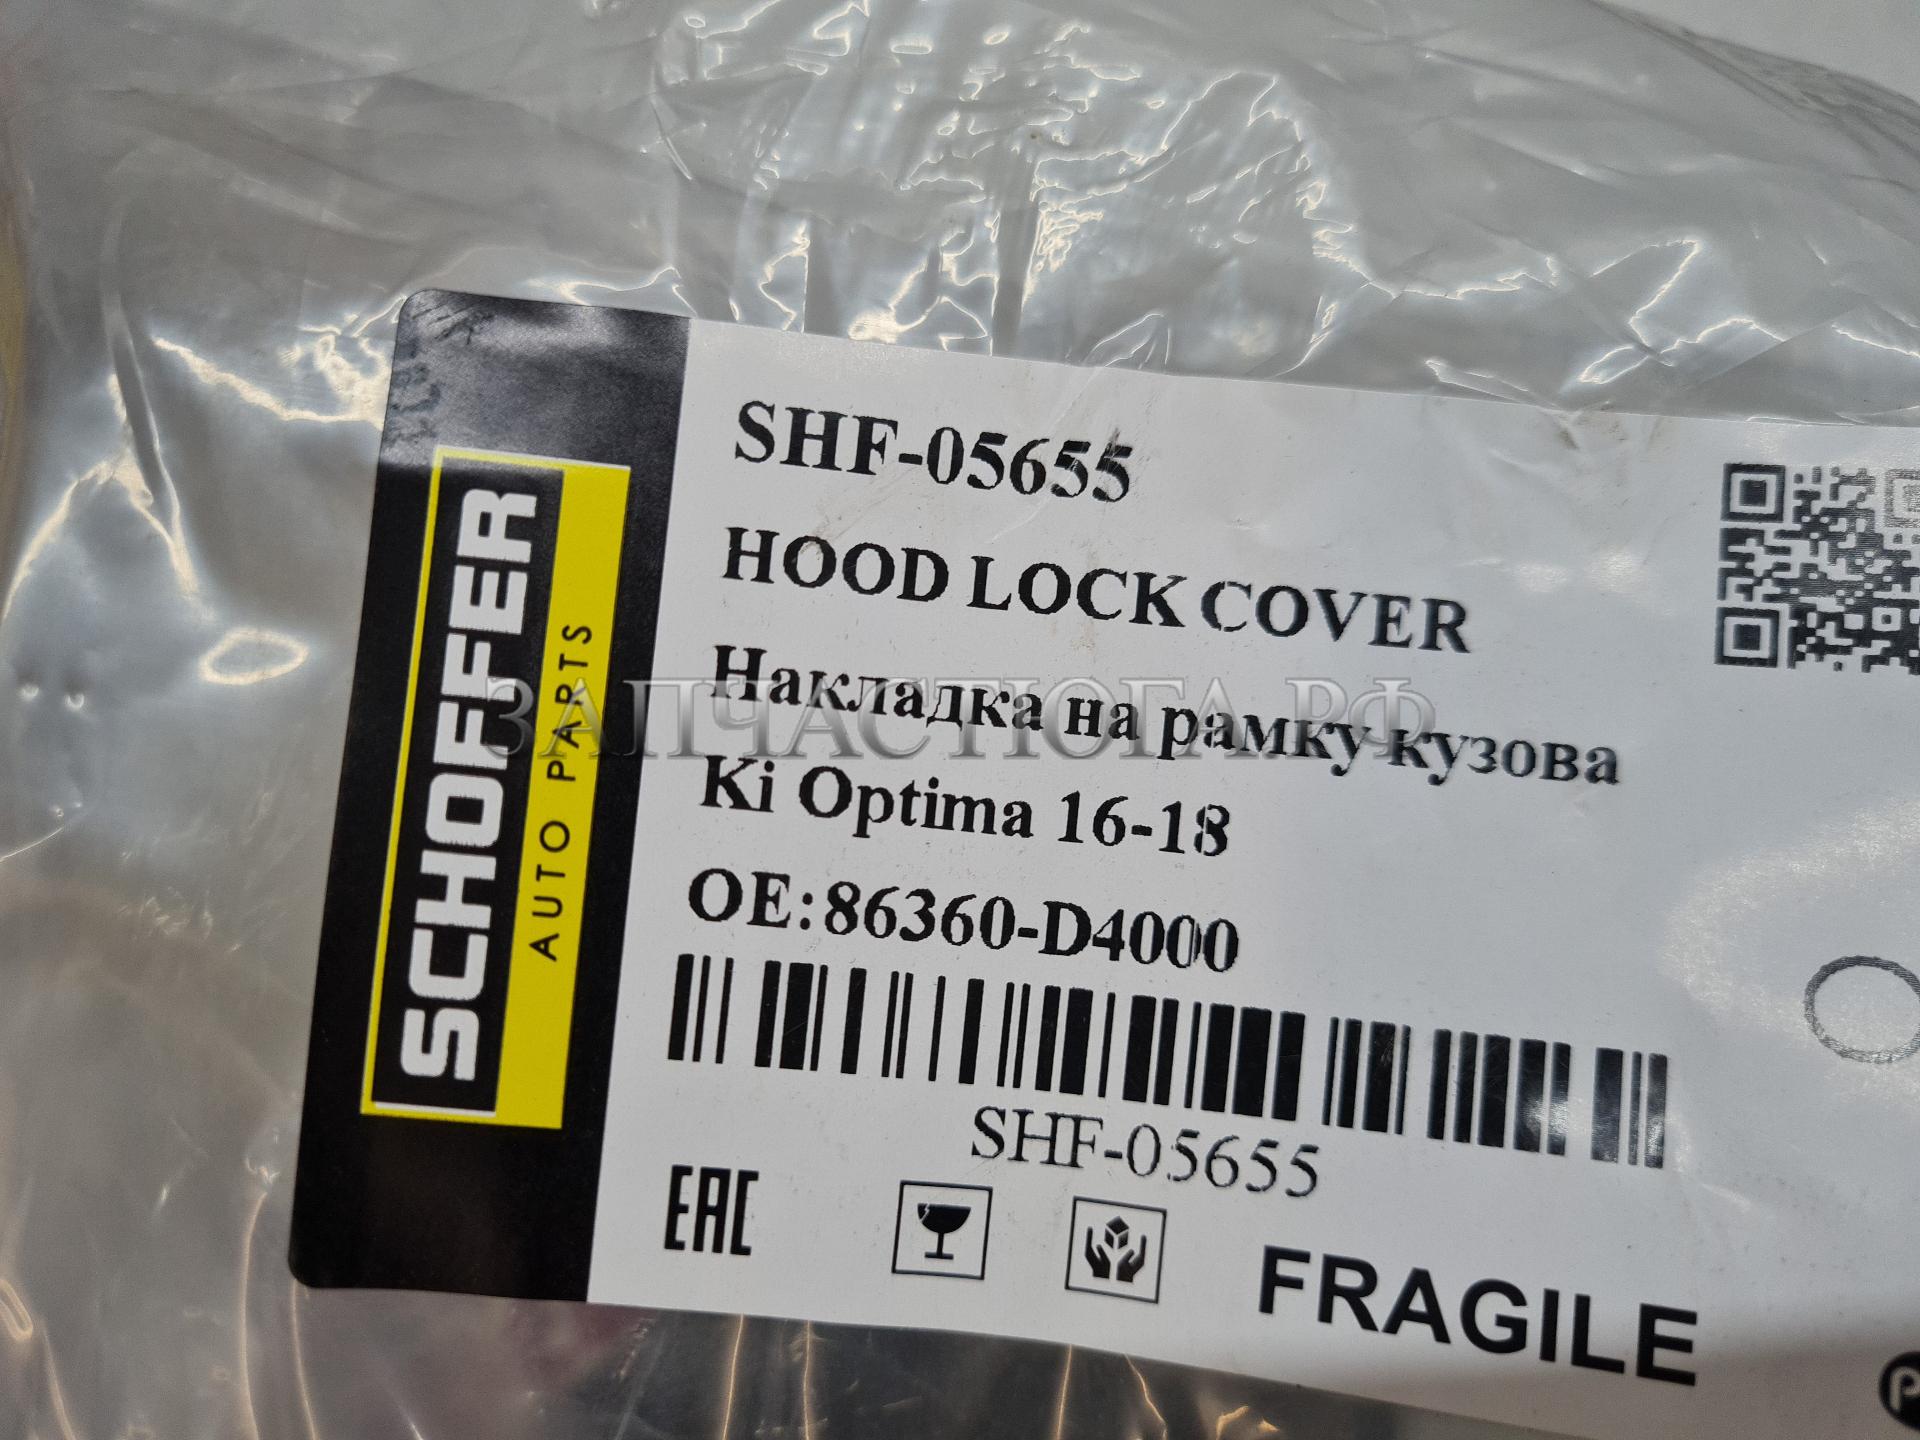 SCHOFFER
AUTO PARTS
SHF-05655
HOOD LOCK COVER
Накладка на рамку кузова
Ki Optima 16-18
OE:86360-D4000
SHF-05655
EAC
FRAGILE
ЗАПЧАСТЮГА.РФ